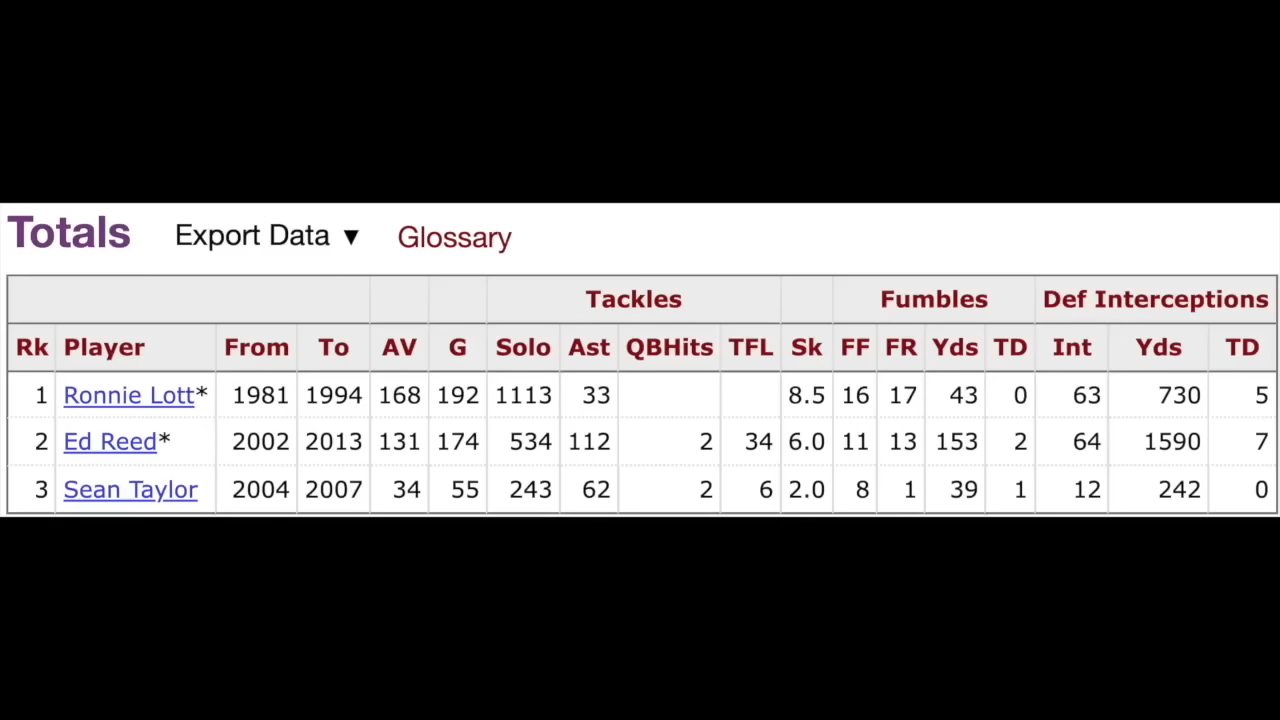 Totals Export Data ▼ Glossary
Tackles Fumbles Def Interceptions
Rk Player From To AV G Solo Ast QBHits TFL Sk FF FR Yds TD Int Yds TD
1 Ronnie Lott* 1981 1994 168 192 1113 33 8.5 16 17 43 0 63 730 5
2 Ed Reed* 2002 2013 131 174 534 112 2 34 6.0 11 13 153 2 64 1590 7
3 Sean Taylor 2004 2007 34 55 243 62 2 6 2.0 8 1 39 1 12 242 0